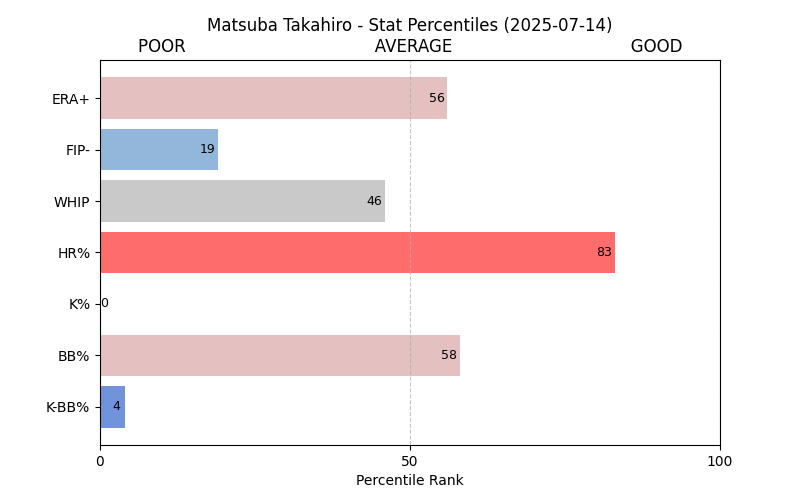 Matsuba Takahiro - Stat Percentiles (2025-07-14)
POOR AVERAGE GOOD
ERA+ 56
FIP- 19
WHIP 46
HR% 83
K% 0
BB% 58
K-BB% 4
0 50 100
Percentile Rank